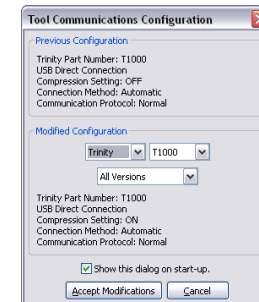 Tool Communications Configuration
Previous Configuration
Trinity Part Number: T1000
USB Direct Connection
Compression Setting: OFF
Connection Method: Automatic
Communication Protocol: Normal
Modified Configuration
Trinity T1000
All Versions
Trinity Part Number: T1000
USB Direct Connection
Compression Setting: ON
Connection Method: Automatic
Communication Protocol: Normal
Show this dialog on start-up.
Accept Modifications Cancel